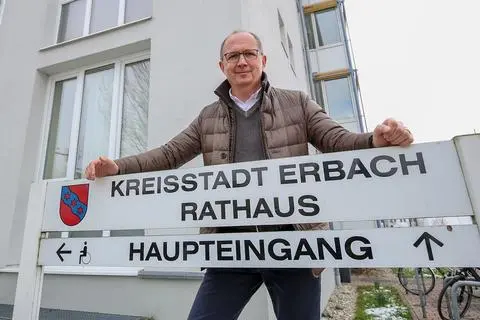 KREISSTADT ERBACH
RATHAUS
HAUPTEINGANG